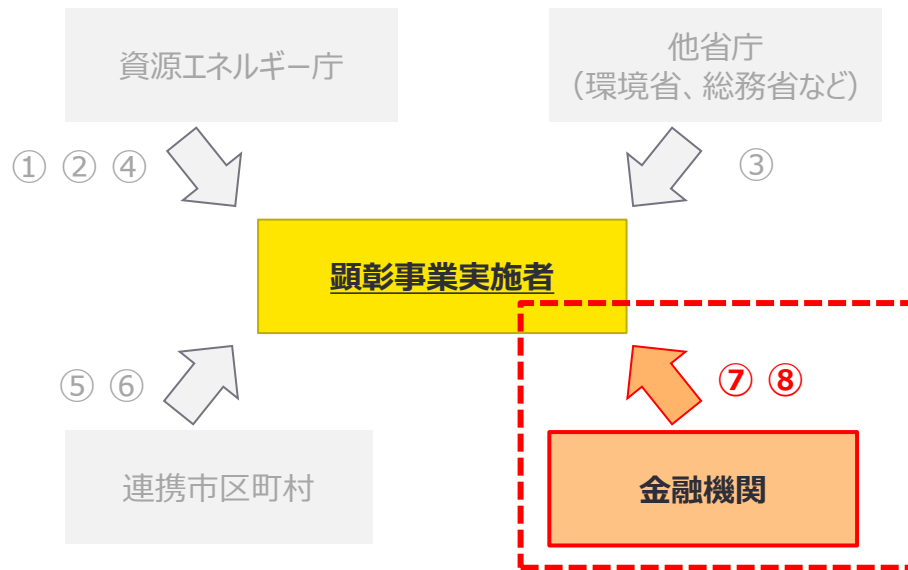 資源エネルギー庁
他省庁
（環境省、総務省など）
① ② ④
③
顕彰事業実施者
⑤ ⑥
⑦ ⑧
連携市区町村
金融機関